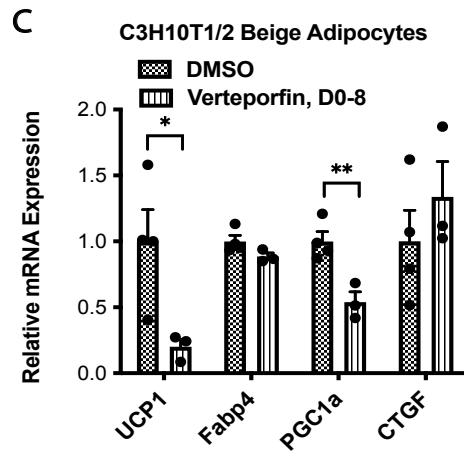 C
C3H10T1/2 Beige Adipocytes
DMSO
Verteporfin, D0-8
Relative mRNA Expression
2.0
1.5
1.0
0.5
0.0
*
**
UCP1
Fabp4
PGC1a
CTGF